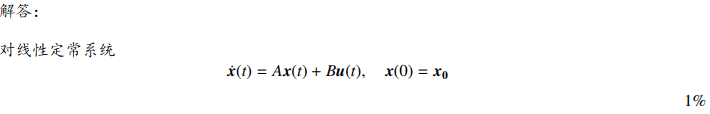 解答：
对线性定常系统
ẋ(t) = Ax(t) + Bu(t), x(0) = x₀
1%